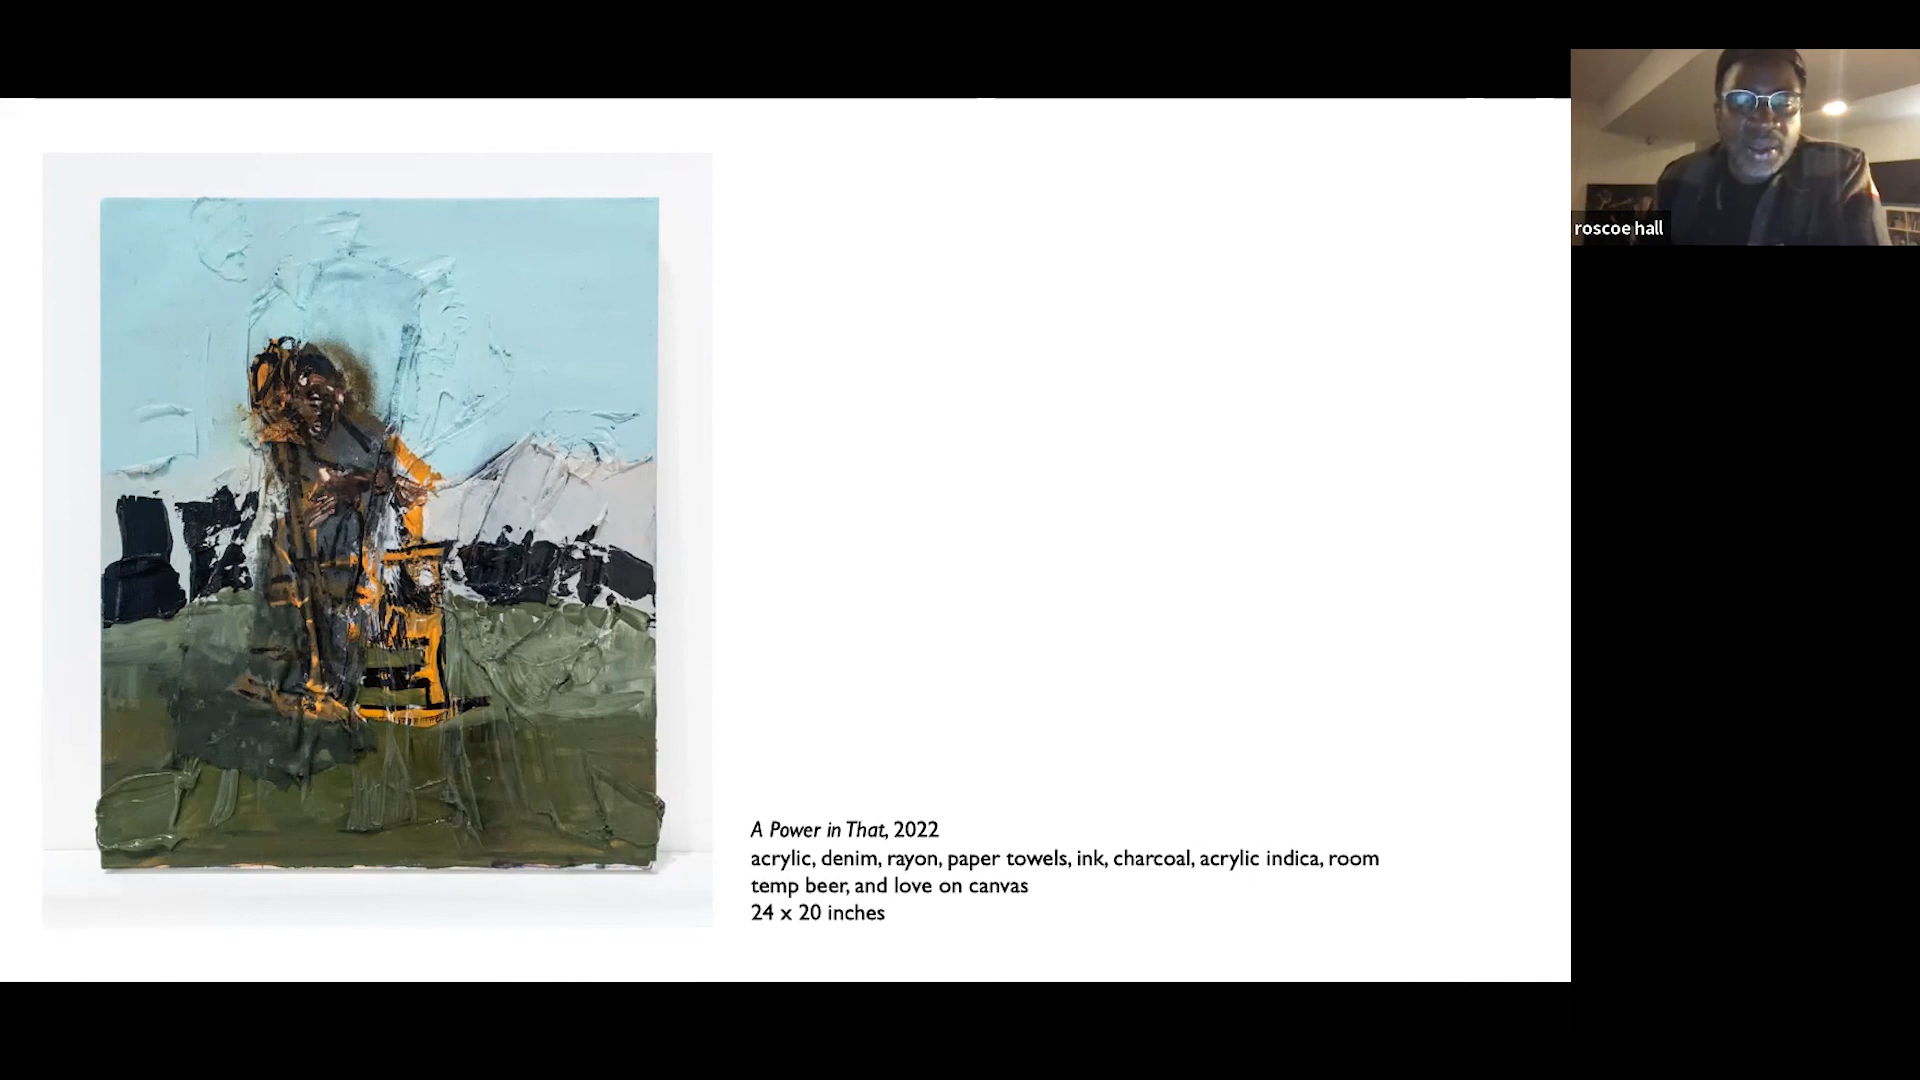 roscoe hall
A Power in That, 2022
acrylic, denim, rayon, paper towels, ink, charcoal, acrylic indica, room
temp beer, and love on canvas
24 x 20 inches